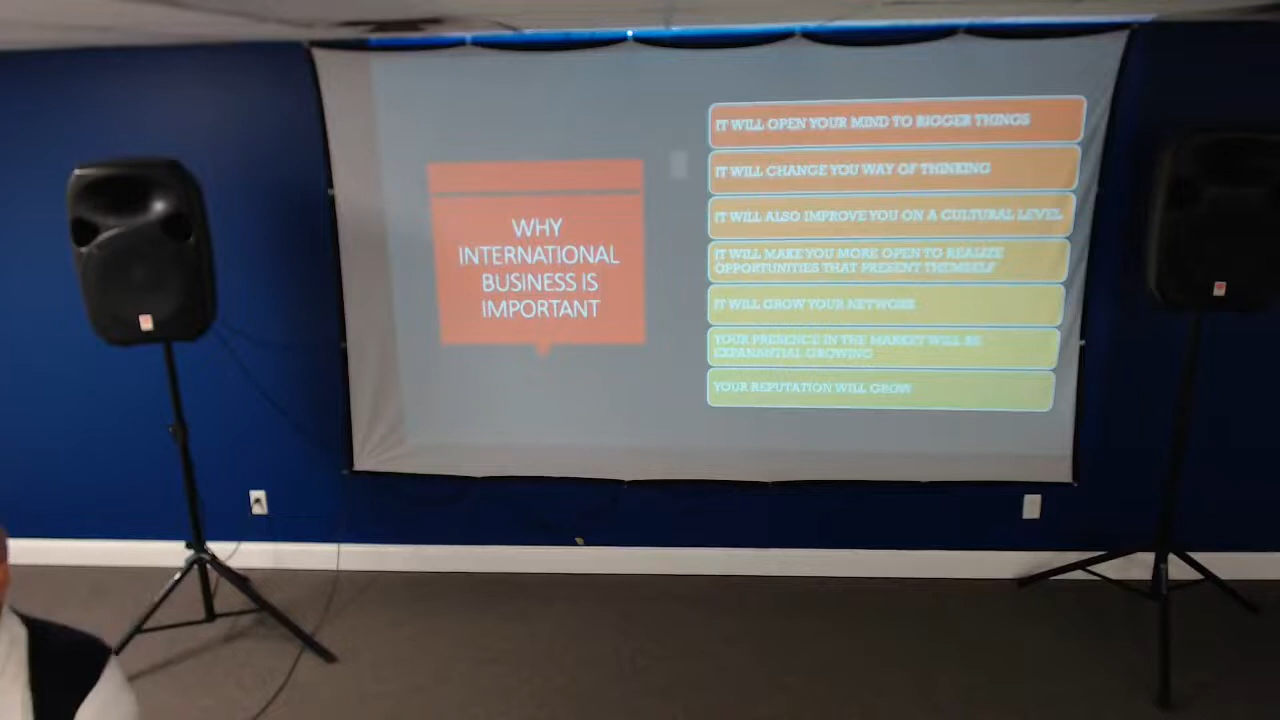 WHY
INTERNATIONAL
BUSINESS IS
IMPORTANT
IT WILL OPEN YOUR MIND TO BIGGER THINGS
IT WILL CHANGE YOU WAY OF THINKING
IT WILL ALSO IMPROVE YOU ON A CULTURAL LEVEL
IT WILL MAKE YOU MORE OPEN TO REALIZE
OPPORTUNITIES THAT PRESENT THEMSELF
IT WILL GROW YOUR NETWORK
YOUR PRESENCE IN THE MARKET WILL BE
EXPANANTIAL GROWING
YOUR REPUTATION WILL GROW